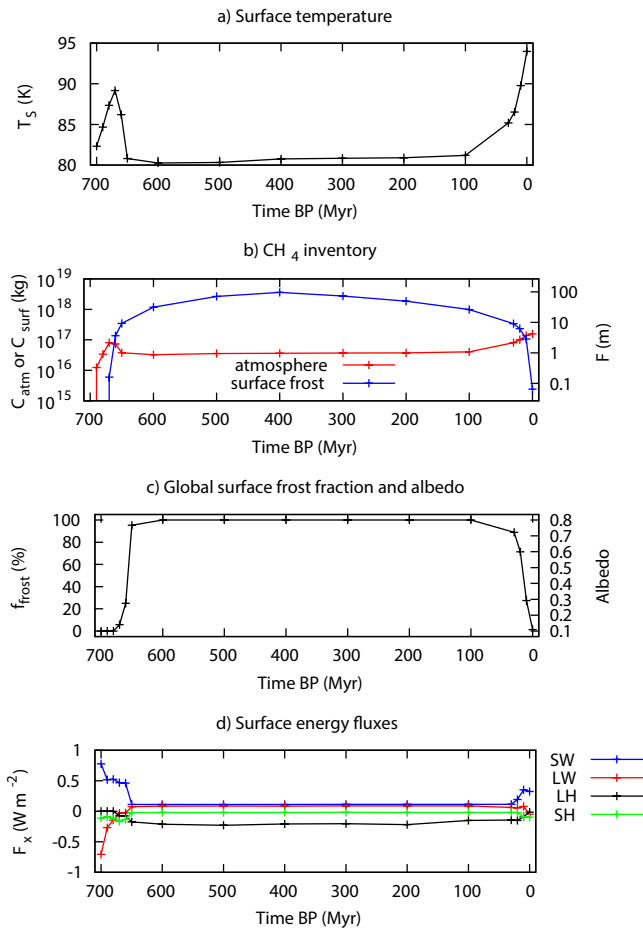 a) Surface temperature
T_S (K)
95
90
85
80
700 600 500 400 300 200 100 0
Time BP (Myr)
b) CH_4 inventory
C_atm or C_surf (kg)
10^19
10^18
10^17
10^16
10^15
100
10
1
0.1
F (m)
atmosphere
surface frost
700 600 500 400 300 200 100 0
Time BP (Myr)
c) Global surface frost fraction and albedo
f_frost (%)
100
80
60
40
20
0
0.8
0.7
0.6
0.5
0.4
0.3
0.2
0.1
Albedo
700 600 500 400 300 200 100 0
Time BP (Myr)
d) Surface energy fluxes
F_x (W m^-2)
1
0.5
0
-0.5
-1
SW
LW
LH
SH
700 600 500 400 300 200 100 0
Time BP (Myr)